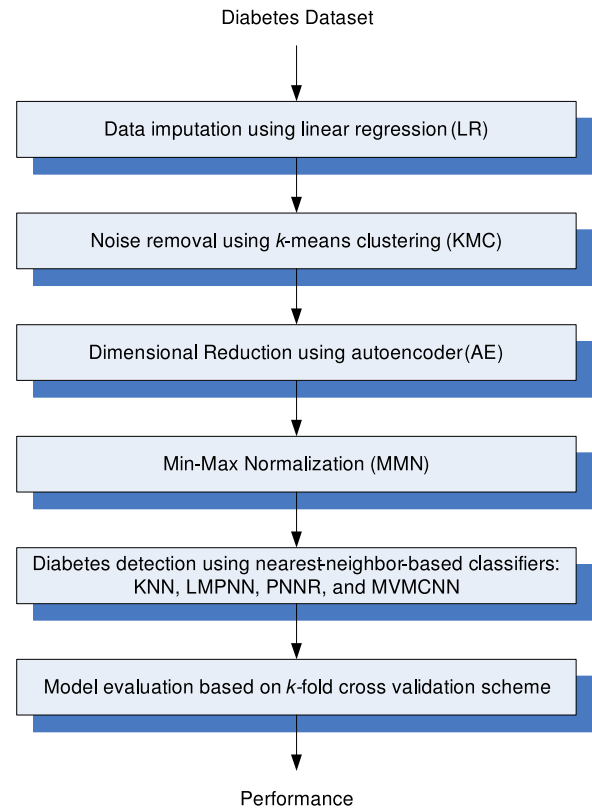 Diabetes Dataset
Data imputation using linear regression (LR)
Noise removal using k-means clustering (KMC)
Dimensional Reduction using autoencoder (AE)
Min-Max Normalization (MMN)
Diabetes detection using nearest-neighbor-based classifiers:
KNN, LMPNN, PNNR, and MVMCNN
Model evaluation based on k-fold cross validation scheme
Performance